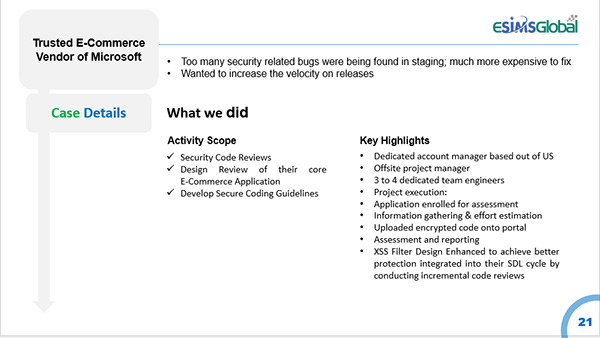 ESIMSGlobal
Trusted E-Commerce
Vendor of Microsoft
• Too many security related bugs were being found in staging; much more expensive to fix
• Wanted to increase the velocity on releases
Case Details
What we did
Activity Scope
✓ Security Code Reviews
✓ Design Review of their core
E-Commerce Application
✓ Develop Secure Coding Guidelines
Key Highlights
• Dedicated account manager based out of US
• Offsite project manager
• 3 to 4 dedicated team engineers
• Project execution:
• Application enrolled for assessment
• Information gathering & effort estimation
• Uploaded encrypted code onto portal
• Assessment and reporting
• XSS Filter Design Enhanced to achieve better
protection integrated into their SDL cycle by
conducting incremental code reviews
21